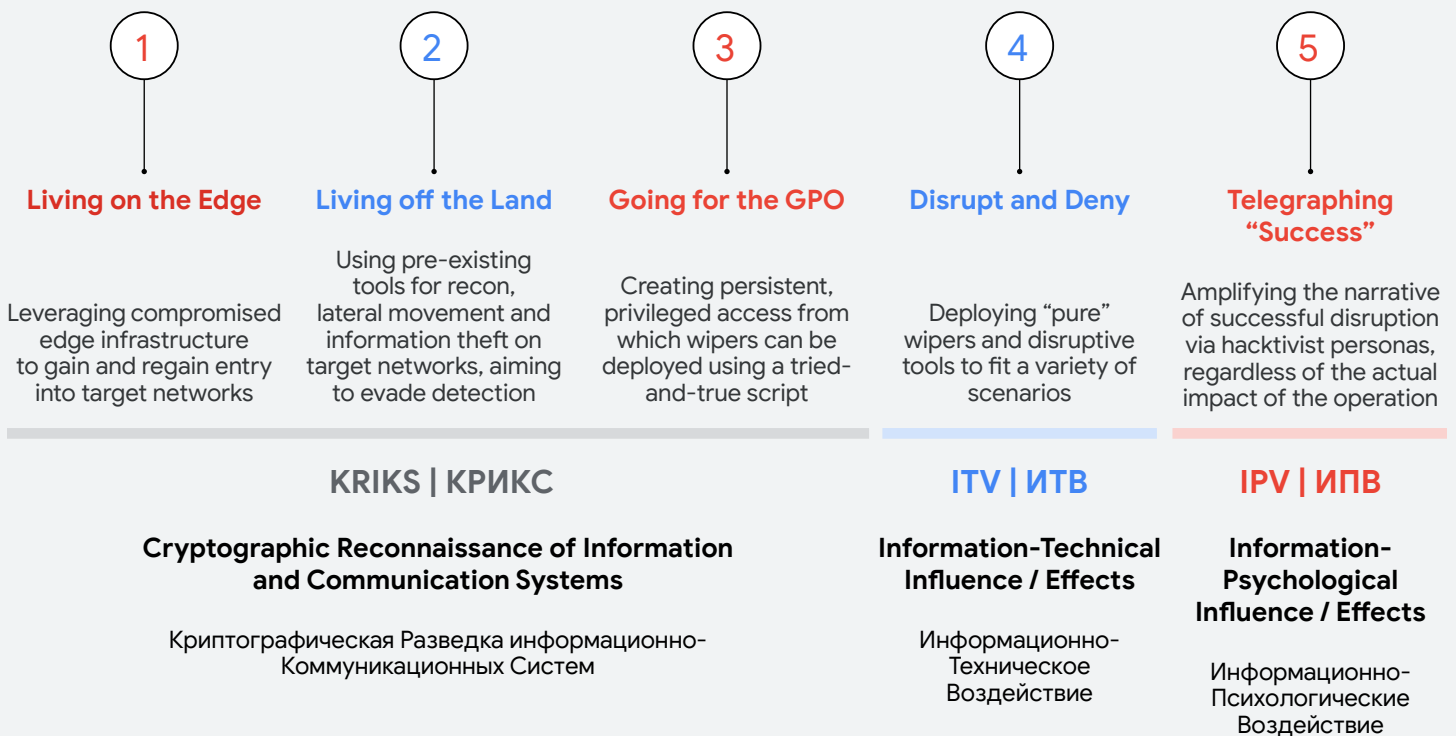 1
2
3
4
5
Living on the Edge
Leveraging compromised
edge infrastructure
to gain and regain entry
into target networks
Living off the Land
Using pre-existing
tools for recon,
lateral movement and
information theft on
target networks, aiming
to evade detection
Going for the GPO
Creating persistent,
privileged access from
which wipers can be
deployed using a tried-
and-true script
Disrupt and Deny
Deploying “pure”
wipers and disruptive
tools to fit a variety of
scenarios
Telegraphing
“Success”
Amplifying the narrative
of successful disruption
via hacktivist personas,
regardless of the actual
impact of the operation
KRIKS | КРИКС
Cryptographic Reconnaissance of Information
and Communication Systems
Криптографическая Разведка информационно-
Коммуникационных Систем
ITV | ИТВ
Information-Technical
Influence / Effects
Информационно-
Техническое
Воздействие
IPV | ИПВ
Information-
Psychological
Influence / Effects
Информационно-
Психологические
Воздействие